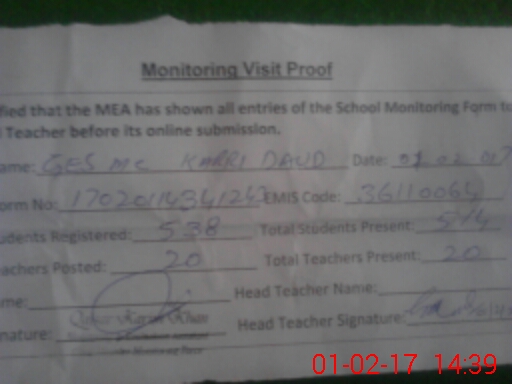 Monitoring Visit Proof
fied that the MEA has shown all entries of the School Monitoring Form to
Teacher before its online submission.
ame: GES MC KARRI DAUD Date: 01 02 017
orm No: EMIS Code: 36110064
udents Registered: 538 Total Students Present: 514
achers Posted: 20 Total Teachers Present: 20
me: Head Teacher Name:
nature: Khan Head Teacher Signature:
01-02-17 14:39